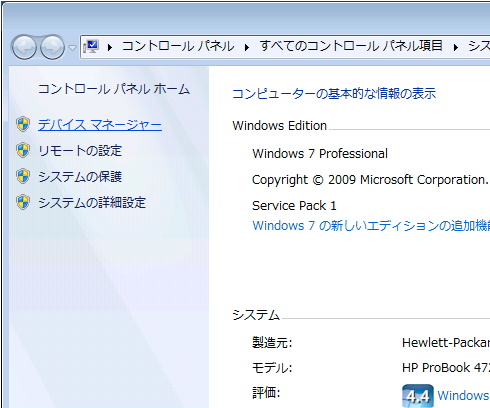 コントロール パネル ▸ すべてのコントロール パネル項目 ▸
コントロール パネル ホーム
デバイス マネージャー
リモートの設定
システムの保護
システムの詳細設定
コンピューターの基本的な情報の表示
Windows Edition
Windows 7 Professional
Copyright © 2009 Microsoft Corporation.
Service Pack 1
Windows 7 の新しいエディションの追加機
システム
製造元: Hewlett-Packar
モデル: HP ProBook 47
評価: 4.4 Windows